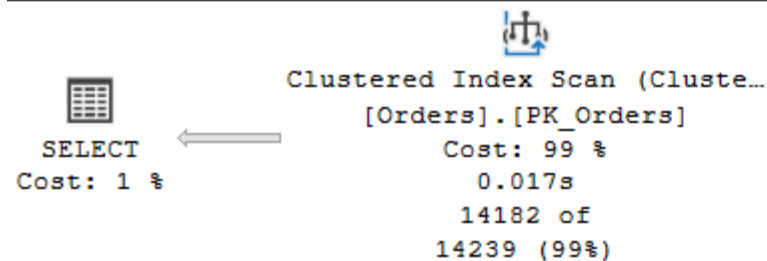 Clustered Index Scan (Cluste…
[Orders].[PK_Orders]
Cost: 99 %
0.017s
14182 of
14239 (99%)
SELECT
Cost: 1 %